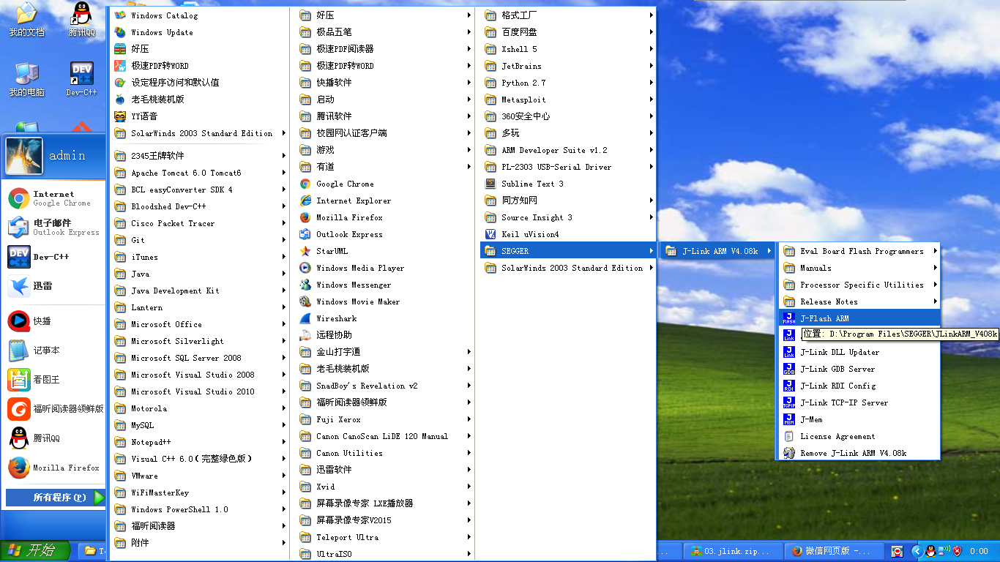 我的文档
腾讯QQ
我的电脑
Dev-C++
admin
Internet
Google Chrome
电子邮件
Outlook Express
Dev-C++
迅雷
快播
记事本
看图王
福昕阅读器领鲜版
腾讯QQ
Mozilla Firefox
所有程序(P)
Windows Catalog
Windows Update
好压
极速PDF转WORD
设定程序访问和默认值
老毛桃装机版
YY语音
SolarWinds 2003 Standard Edition
2345王牌软件
Apache Tomcat 6.0 Tomcat6
BCL easyConverter SDK 4
Bloodshed Dev-C++
Cisco Packet Tracer
Git
iTunes
Java
Java Development Kit
Lantern
Microsoft Office
Microsoft Silverlight
Microsoft SQL Server 2008
Microsoft Visual Studio 2008
Microsoft Visual Studio 2010
Motorola
MySQL
Notepad++
Visual C++ 6.0(完整绿色版)
VMware
WiFiMasterKey
Windows PowerShell 1.0
福昕阅读器
附件
好压
极品五笔
极速PDF阅读器
极速PDF转WORD
快播软件
启动
腾讯软件
校园网认证客户端
游戏
有道
Google Chrome
Internet Explorer
Mozilla Firefox
Outlook Express
StarUML
Windows Media Player
Windows Messenger
Windows Movie Maker
Wireshark
远程协助
金山打字通
老毛桃装机版
SnadBoy's Revelation v2
福昕阅读器领鲜版
Fuji Xerox
Canon CanoScan LiDE 120 Manual
Canon Utilities
迅雷软件
Xvid
屏幕录像专家 LXE播放器
屏幕录像专家V2015
Teleport Ultra
UltraISO
格式工厂
百度网盘
Xshell 5
JetBrains
Python 2.7
Metasploit
360安全中心
多玩
ARM Developer Suite v1.2
PL-2303 USB-Serial Driver
Sublime Text 3
同方知网
Source Insight 3
Keil uVision4
SEGGER
SolarWinds 2003 Standard Edition
J-Link ARM V4.08k
Eval Board Flash Programmers
Manuals
Processor Specific Utilities
Release Notes
J-Flash ARM
位置: D:\Program Files\SEGGER\JLinkARM_V408k
J-Link DLL Updater
J-Link GDB Server
J-Link RDI Config
J-Link TCP-IP Server
J-Mem
License Agreement
Remove J-Link ARM V4.08k
开始
03.jlink.zip...
微信网页版 -...
0:00